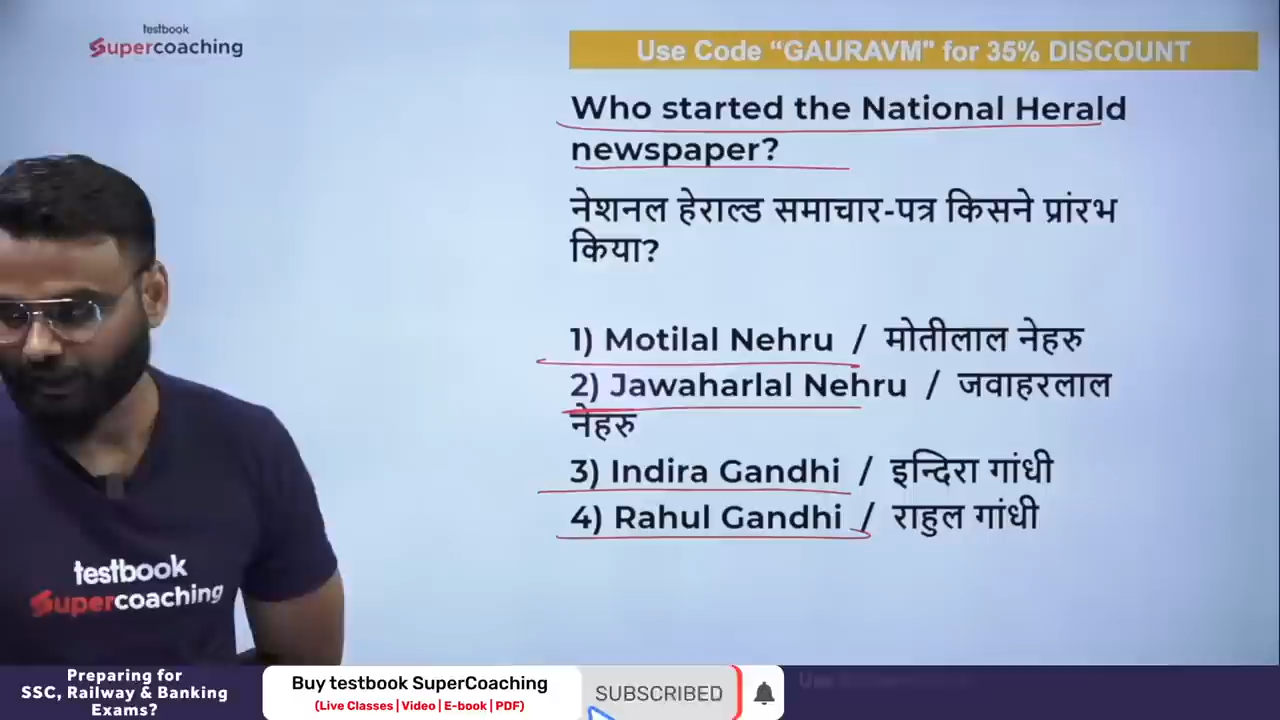 testbook
Supercoaching
Use Code “GAURAVM" for 35% DISCOUNT
Who started the National Herald
newspaper?
नेशनल हेराल्ड समाचार-पत्र किसने प्रांरभ
किया?
1) Motilal Nehru / मोतीलाल नेहरु
2) Jawaharlal Nehru / जवाहरलाल
नेहरु
3) Indira Gandhi / इन्दिरा गांधी
4) Rahul Gandhi / राहुल गांधी
testbook
Supercoaching
Preparing for
SSC, Railway & Banking
Exams?
Buy testbook SuperCoaching
(Live Classes | Video | E-book | PDF)
SUBSCRIBED